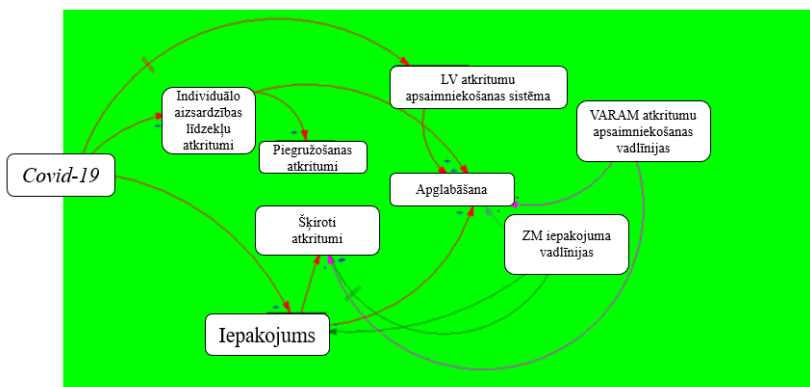 LV atkritumu
apsaimniekošanas sistēma
Individuālo
aizsardzības
līdzekļu
atkritumi
VARAM atkritumu
apsaimniekošanas
vadlīnijas
Piegružošanas
atkritumi
Covid-19
Apglabāšana
Šķiroti
atkritumi
ZM iepakojuma
vadlīnijas
Iepakojums